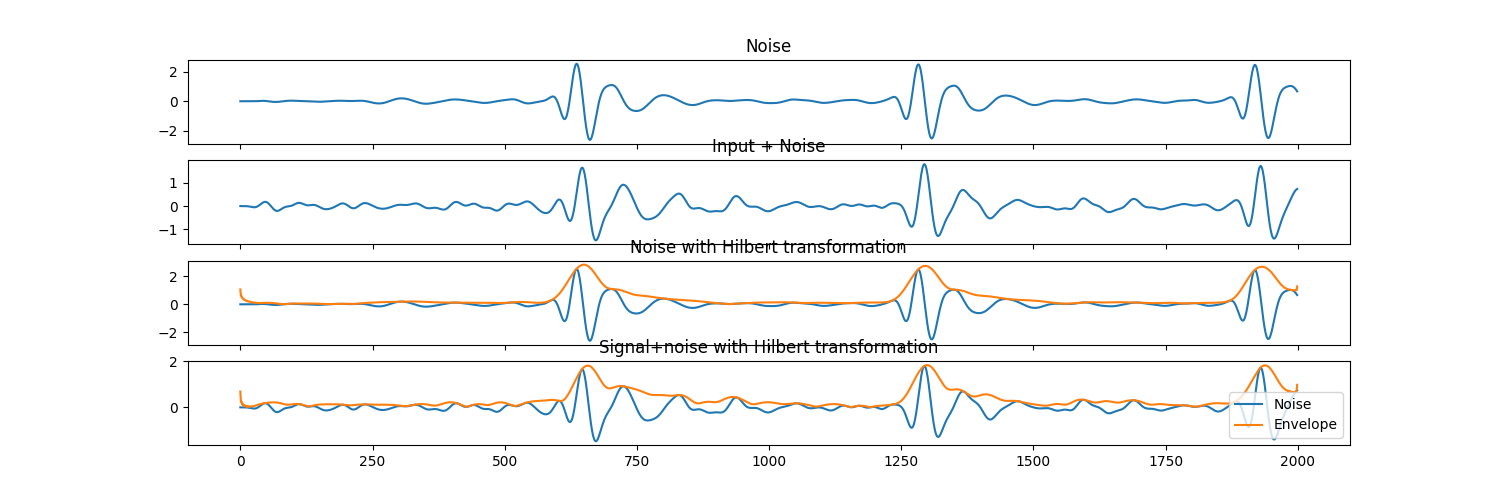 Noise
2
0
−2
Input + Noise
1
0
−1
Noise with Hilbert transformation
2
0
−2
Signal+noise with Hilbert transformation
2
0
Noise
Envelope
0 250 500 750 1000 1250 1500 1750 2000